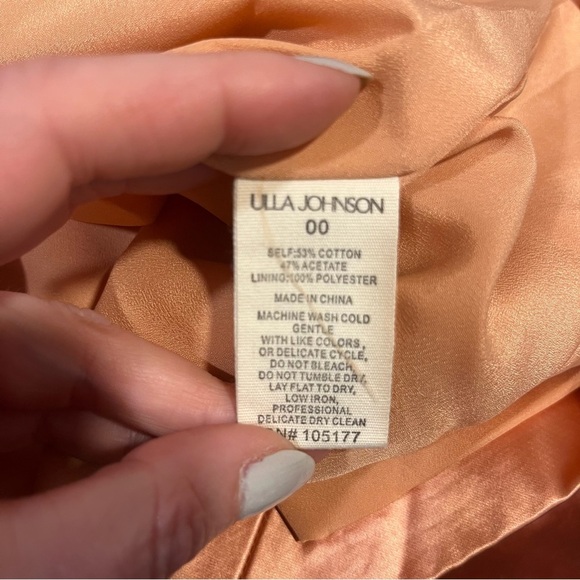 ULLA JOHNSON
00
SELF:53% COTTON
47% ACETATE
LINING:100% POLYESTER
MADE IN CHINA
MACHINE WASH COLD
GENTLE
WITH LIKE COLORS,
OR DELICATE CYCLE,
DO NOT BLEACH,
DO NOT TUMBLE DRY,
LAY FLAT TO DRY,
LOW IRON,
PROFESSIONAL
DELICATE DRY CLEAN
RN# 105177